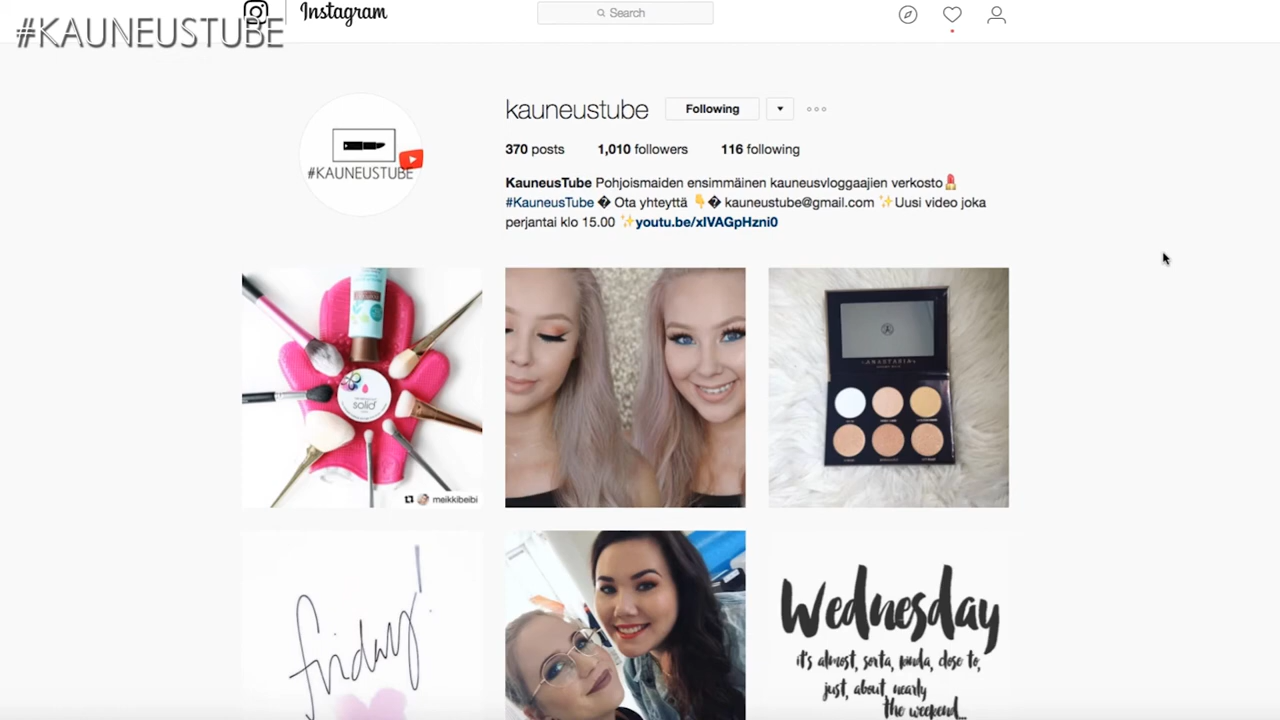 #KAUNEUSTUBE
Instagram
Search
kauneustube
Following
370 posts
1,010 followers
116 following
#KAUNEUSTUBE
KauneusTube Pohjoismaiden ensimmäinen kauneusvloggaajien verkosto💄
#KauneusTube � Ota yhteyttä 👇� kauneustube@gmail.com ✨Uusi video joka
perjantai klo 15.00 ✨youtu.be/xIVAGpHzni0
solid
meikkibeibi
ANASTASIA
friday!
Wednesday
it's almost, sorta, kinda, close to,
just, about, nearly
the weekend...